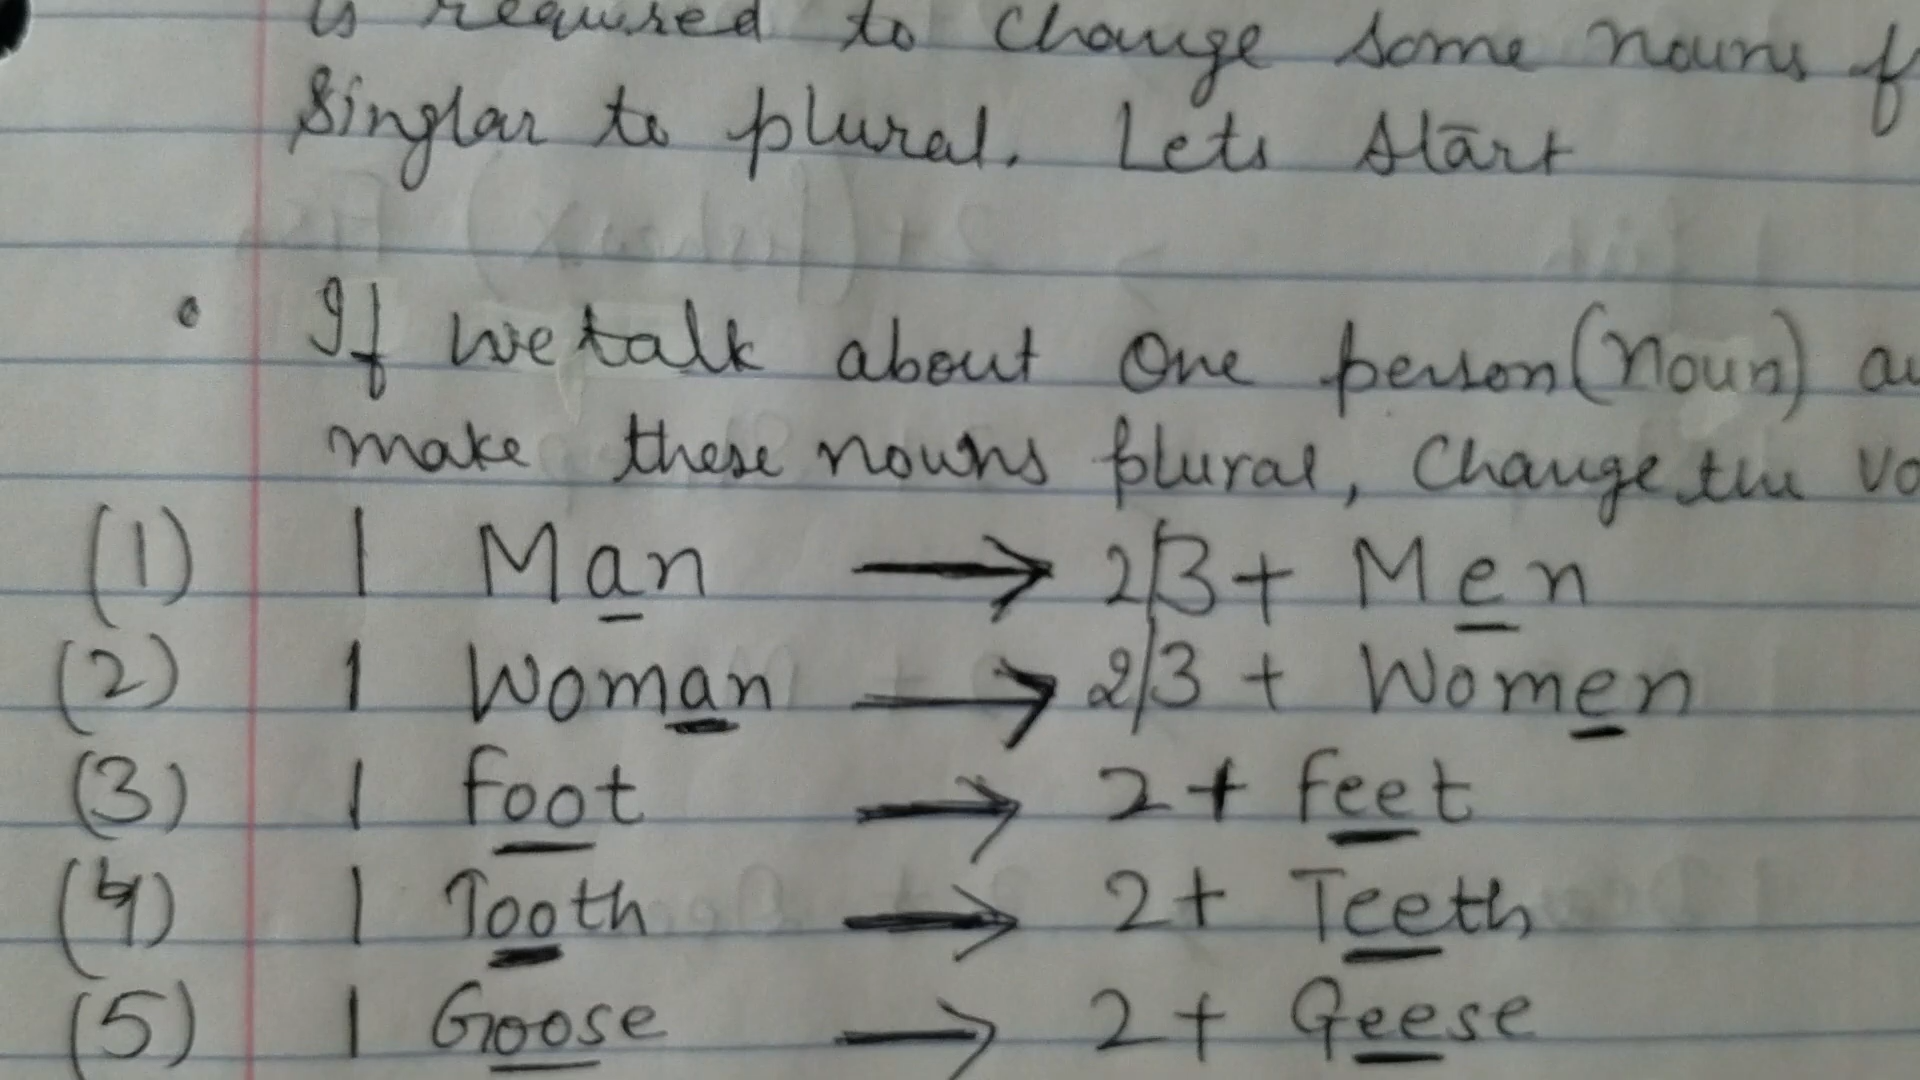 is required to change some nouns f
Singlar to plural. Lets start
• If we talk about one person (noun) a
make these nouns plural, Change the vo
(1) 1 Man → 2/3+ Men
(2) 1 Woman → 2/3 + Women
(3) 1 Foot → 2+ Feet
(4) 1 Tooth → 2+ Teeth
(5) 1 Goose → 2+ Geese